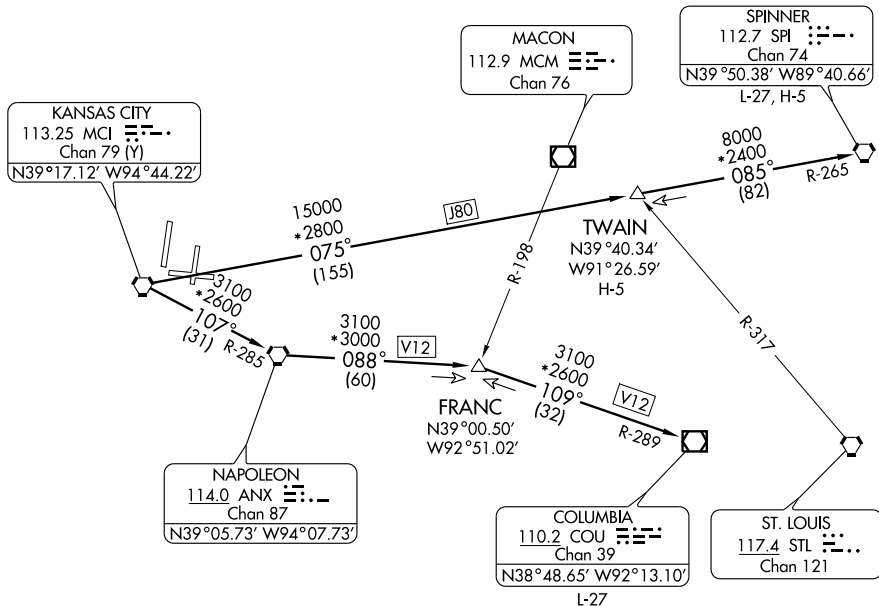 SPINNER
112.7 SPI
Chan 74
N39°50.38' W89°40.66'
L-27, H-5
MACON
112.9 MCM
Chan 76
KANSAS CITY
113.25 MCI
Chan 79 (Y)
N39°17.12' W94°44.22'
8000
*2400
085°
(82)
R-265
15000
*2800
075°
(155)
J80
TWAIN
N39°40.34'
W91°26.59'
H-5
R-198
R-317
3100
*2600
107°
(31)
R-285
3100
*3000
088°
(60)
V12
3100
*2600
109°
(32)
V12
R-289
FRANC
N39°00.50'
W92°51.02'
NAPOLEON
114.0 ANX
Chan 87
N39°05.73' W94°07.73'
COLUMBIA
110.2 COU
Chan 39
N38°48.65' W92°13.10'
L-27
ST. LOUIS
117.4 STL
Chan 121